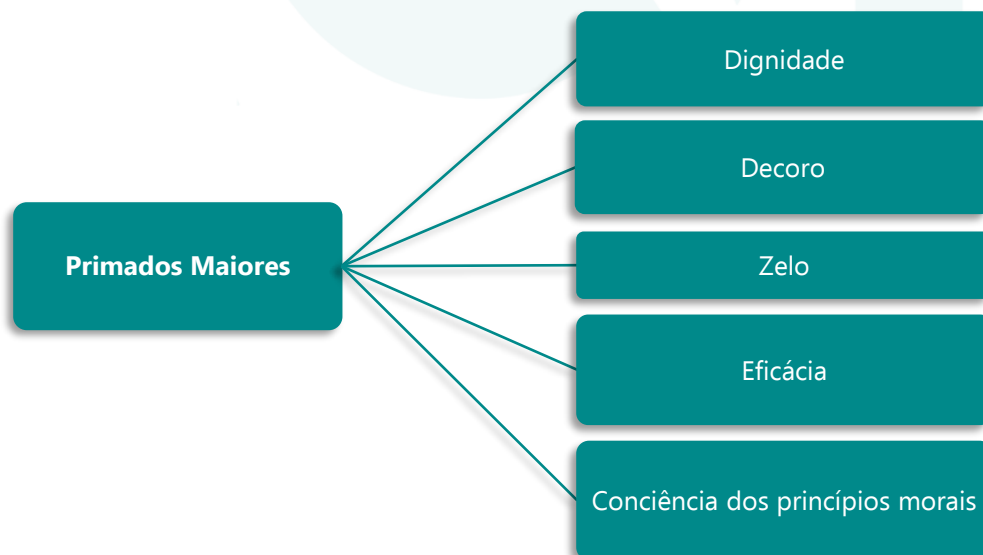 Dignidade
Decoro
Primados Maiores
Zelo
Eficácia
Conciência dos princípios morais